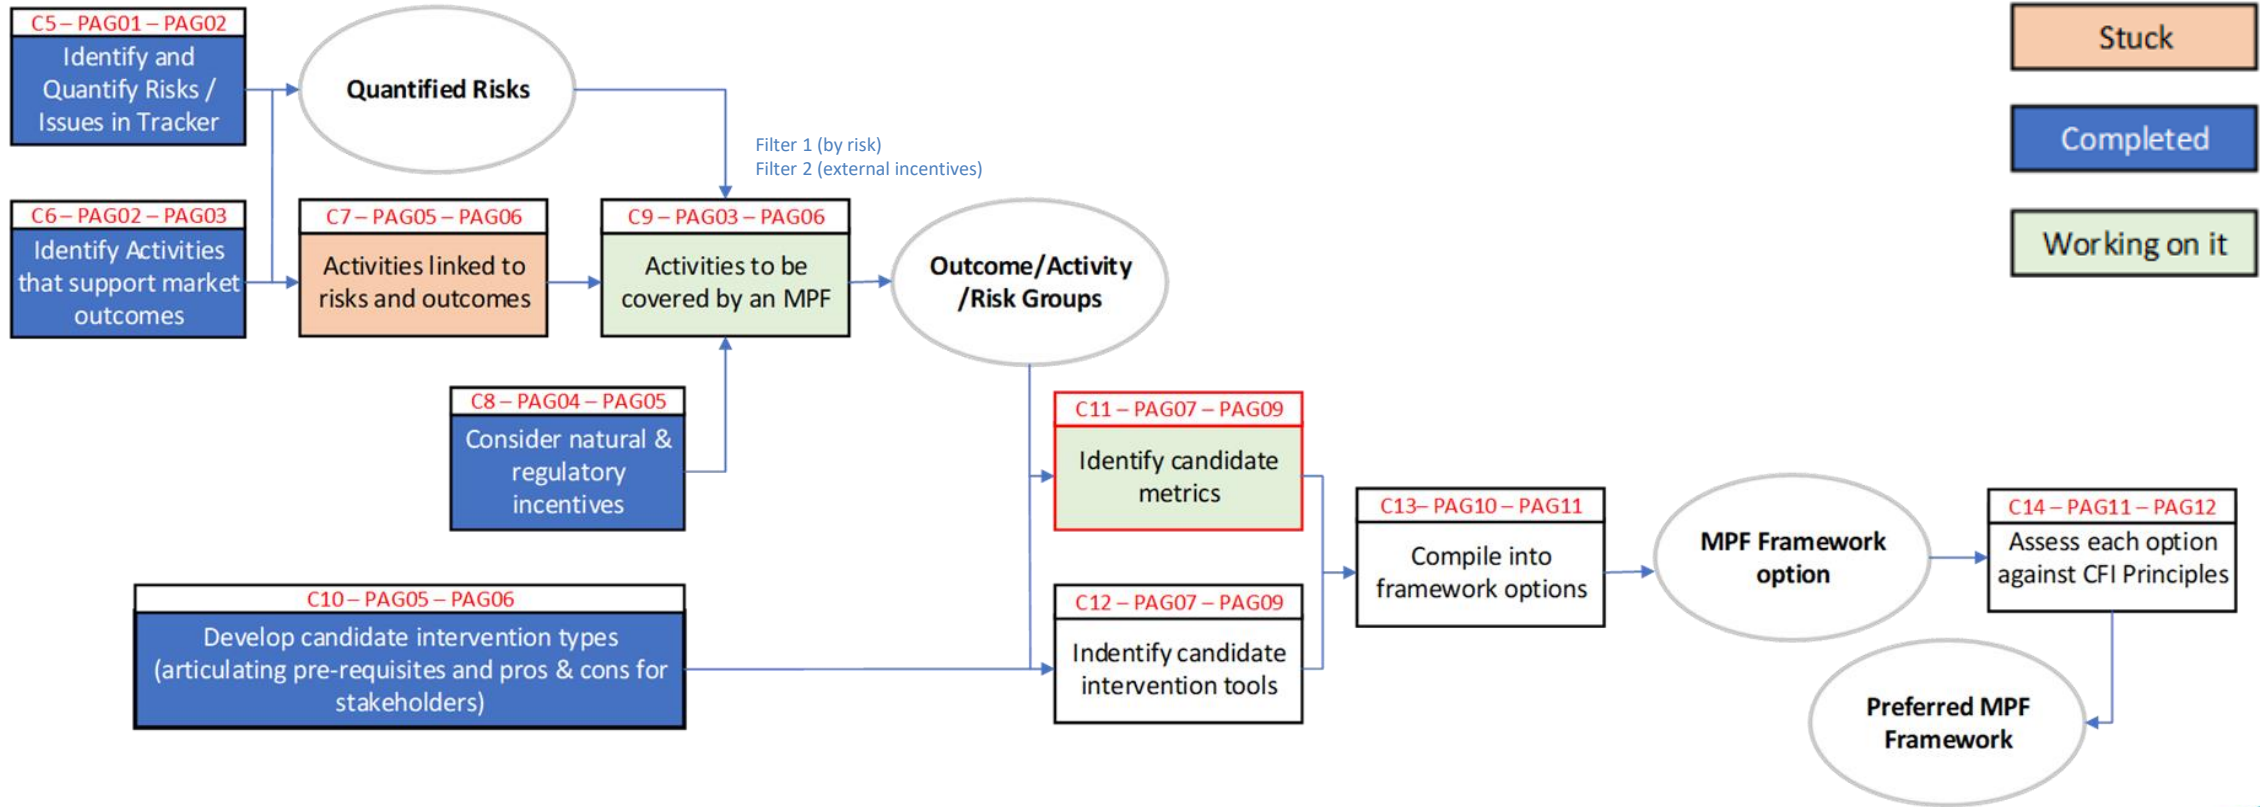 C5 – PAG01 – PAG02
Identify and
Quantify Risks /
Issues in Tracker
Quantified Risks
Stuck
Completed
Working on it
Filter 1 (by risk)
Filter 2 (external incentives)
C6 – PAG02 – PAG03
Identify Activities
that support market
outcomes
C7 – PAG05 – PAG06
Activities linked to
risks and outcomes
C9 – PAG03 – PAG06
Activities to be
covered by an MPF
Outcome/Activity
/Risk Groups
C8 – PAG04 – PAG05
Consider natural &
regulatory
incentives
C11 – PAG07 – PAG09
Identify candidate
metrics
C10 – PAG05 – PAG06
Develop candidate intervention types
(articulating pre-requisites and pros & cons for
stakeholders)
C12 – PAG07 – PAG09
Indentify candidate
intervention tools
C13– PAG10 – PAG11
Compile into
framework options
MPF Framework
option
C14 – PAG11 – PAG12
Assess each option
against CFI Principles
Preferred MPF
Framework